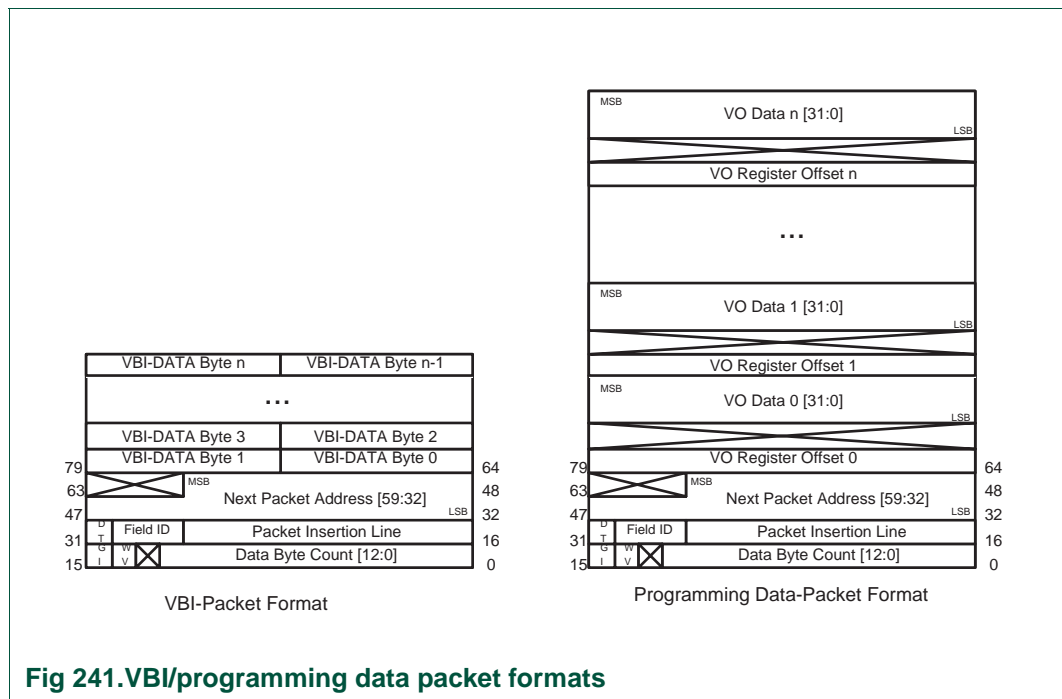 VBI-DATA Byte n VBI-DATA Byte n-1
...
VBI-DATA Byte 3 VBI-DATA Byte 2
79 VBI-DATA Byte 1 VBI-DATA Byte 0 64
63 MSB Next Packet Address [59:32] 48
47 LSB 32
31 D T Field ID Packet Insertion Line 16
15 G I W V Data Byte Count [12:0] 0
VBI-Packet Format
MSB VO Data n [31:0] LSB
VO Register Offset n
...
MSB VO Data 1 [31:0] LSB
VO Register Offset 1
MSB VO Data 0 [31:0] LSB
79 VO Register Offset 0 64
63 MSB Next Packet Address [59:32] 48
47 LSB 32
31 D T Field ID Packet Insertion Line 16
15 G I W V Data Byte Count [12:0] 0
Programming Data-Packet Format
Fig 241.VBI/programming data packet formats